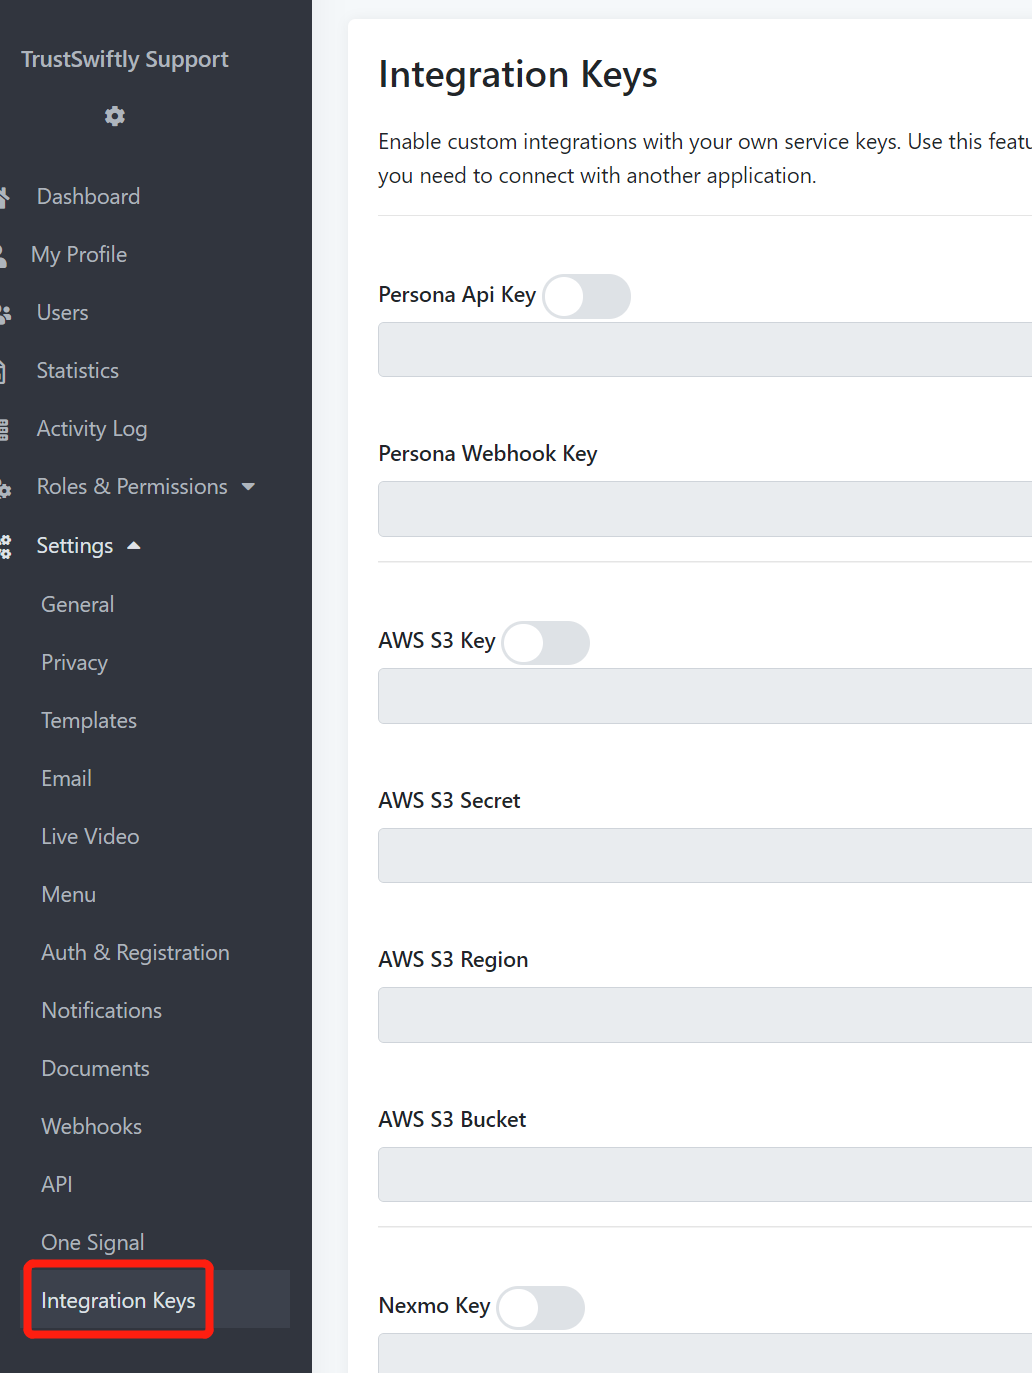 TrustSwiftly Support
Dashboard
My Profile
Users
Statistics
Activity Log
Roles & Permissions
Settings
General
Privacy
Templates
Email
Live Video
Menu
Auth & Registration
Notifications
Documents
Webhooks
API
One Signal
Integration Keys
Integration Keys
Enable custom integrations with your own service keys. Use this
you need to connect with another application.
Persona Api Key
Persona Webhook Key
AWS S3 Key
AWS S3 Secret
AWS S3 Region
AWS S3 Bucket
Nexmo Key